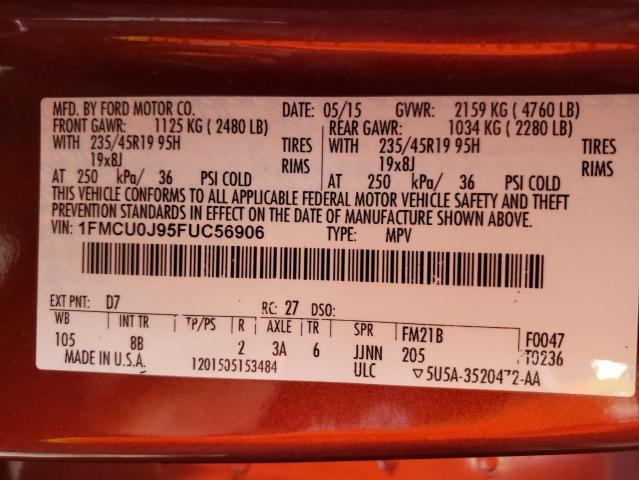 MFD. BY FORD MOTOR CO. DATE: 05/15 GVWR: 2159 KG ( 4760 LB)
FRONT GAWR: 1125 KG ( 2480 LB) REAR GAWR: 1034 KG ( 2280 LB)
WITH 235/45R19 95H TIRES WITH 235/45R19 95H TIRES
19x8J RIMS 19x8J RIMS
AT 250 kPa/ 36 PSI COLD AT 250 kPa/ 36 PSI COLD
THIS VEHICLE CONFORMS TO ALL APPLICABLE FEDERAL MOTOR VEHICLE SAFETY AND THEFT
PREVENTION STANDARDS IN EFFECT ON THE DATE OF MANUFACTURE SHOWN ABOVE.
VIN: 1FMCU0J95FUC56906 TYPE: MPV
EXT PNT: D7 RC: 27 DSO:
WB INT TR TP/PS R AXLE TR SPR FM21B F0047
105 8B 2 3A 6 JJNN 205 T0236
MADE IN U.S.A. 1201505153484 ULC ▽5U5A-3520472-AA